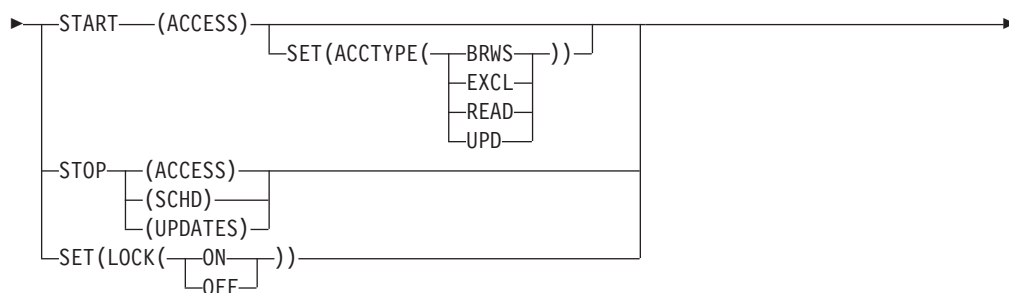 START (ACCESS)
SET(ACCTYPE( BRWS ))
EXCL
READ
UPD
STOP (ACCESS)
(SCHD)
(UPDATES)
SET(LOCK( ON ))
OFF